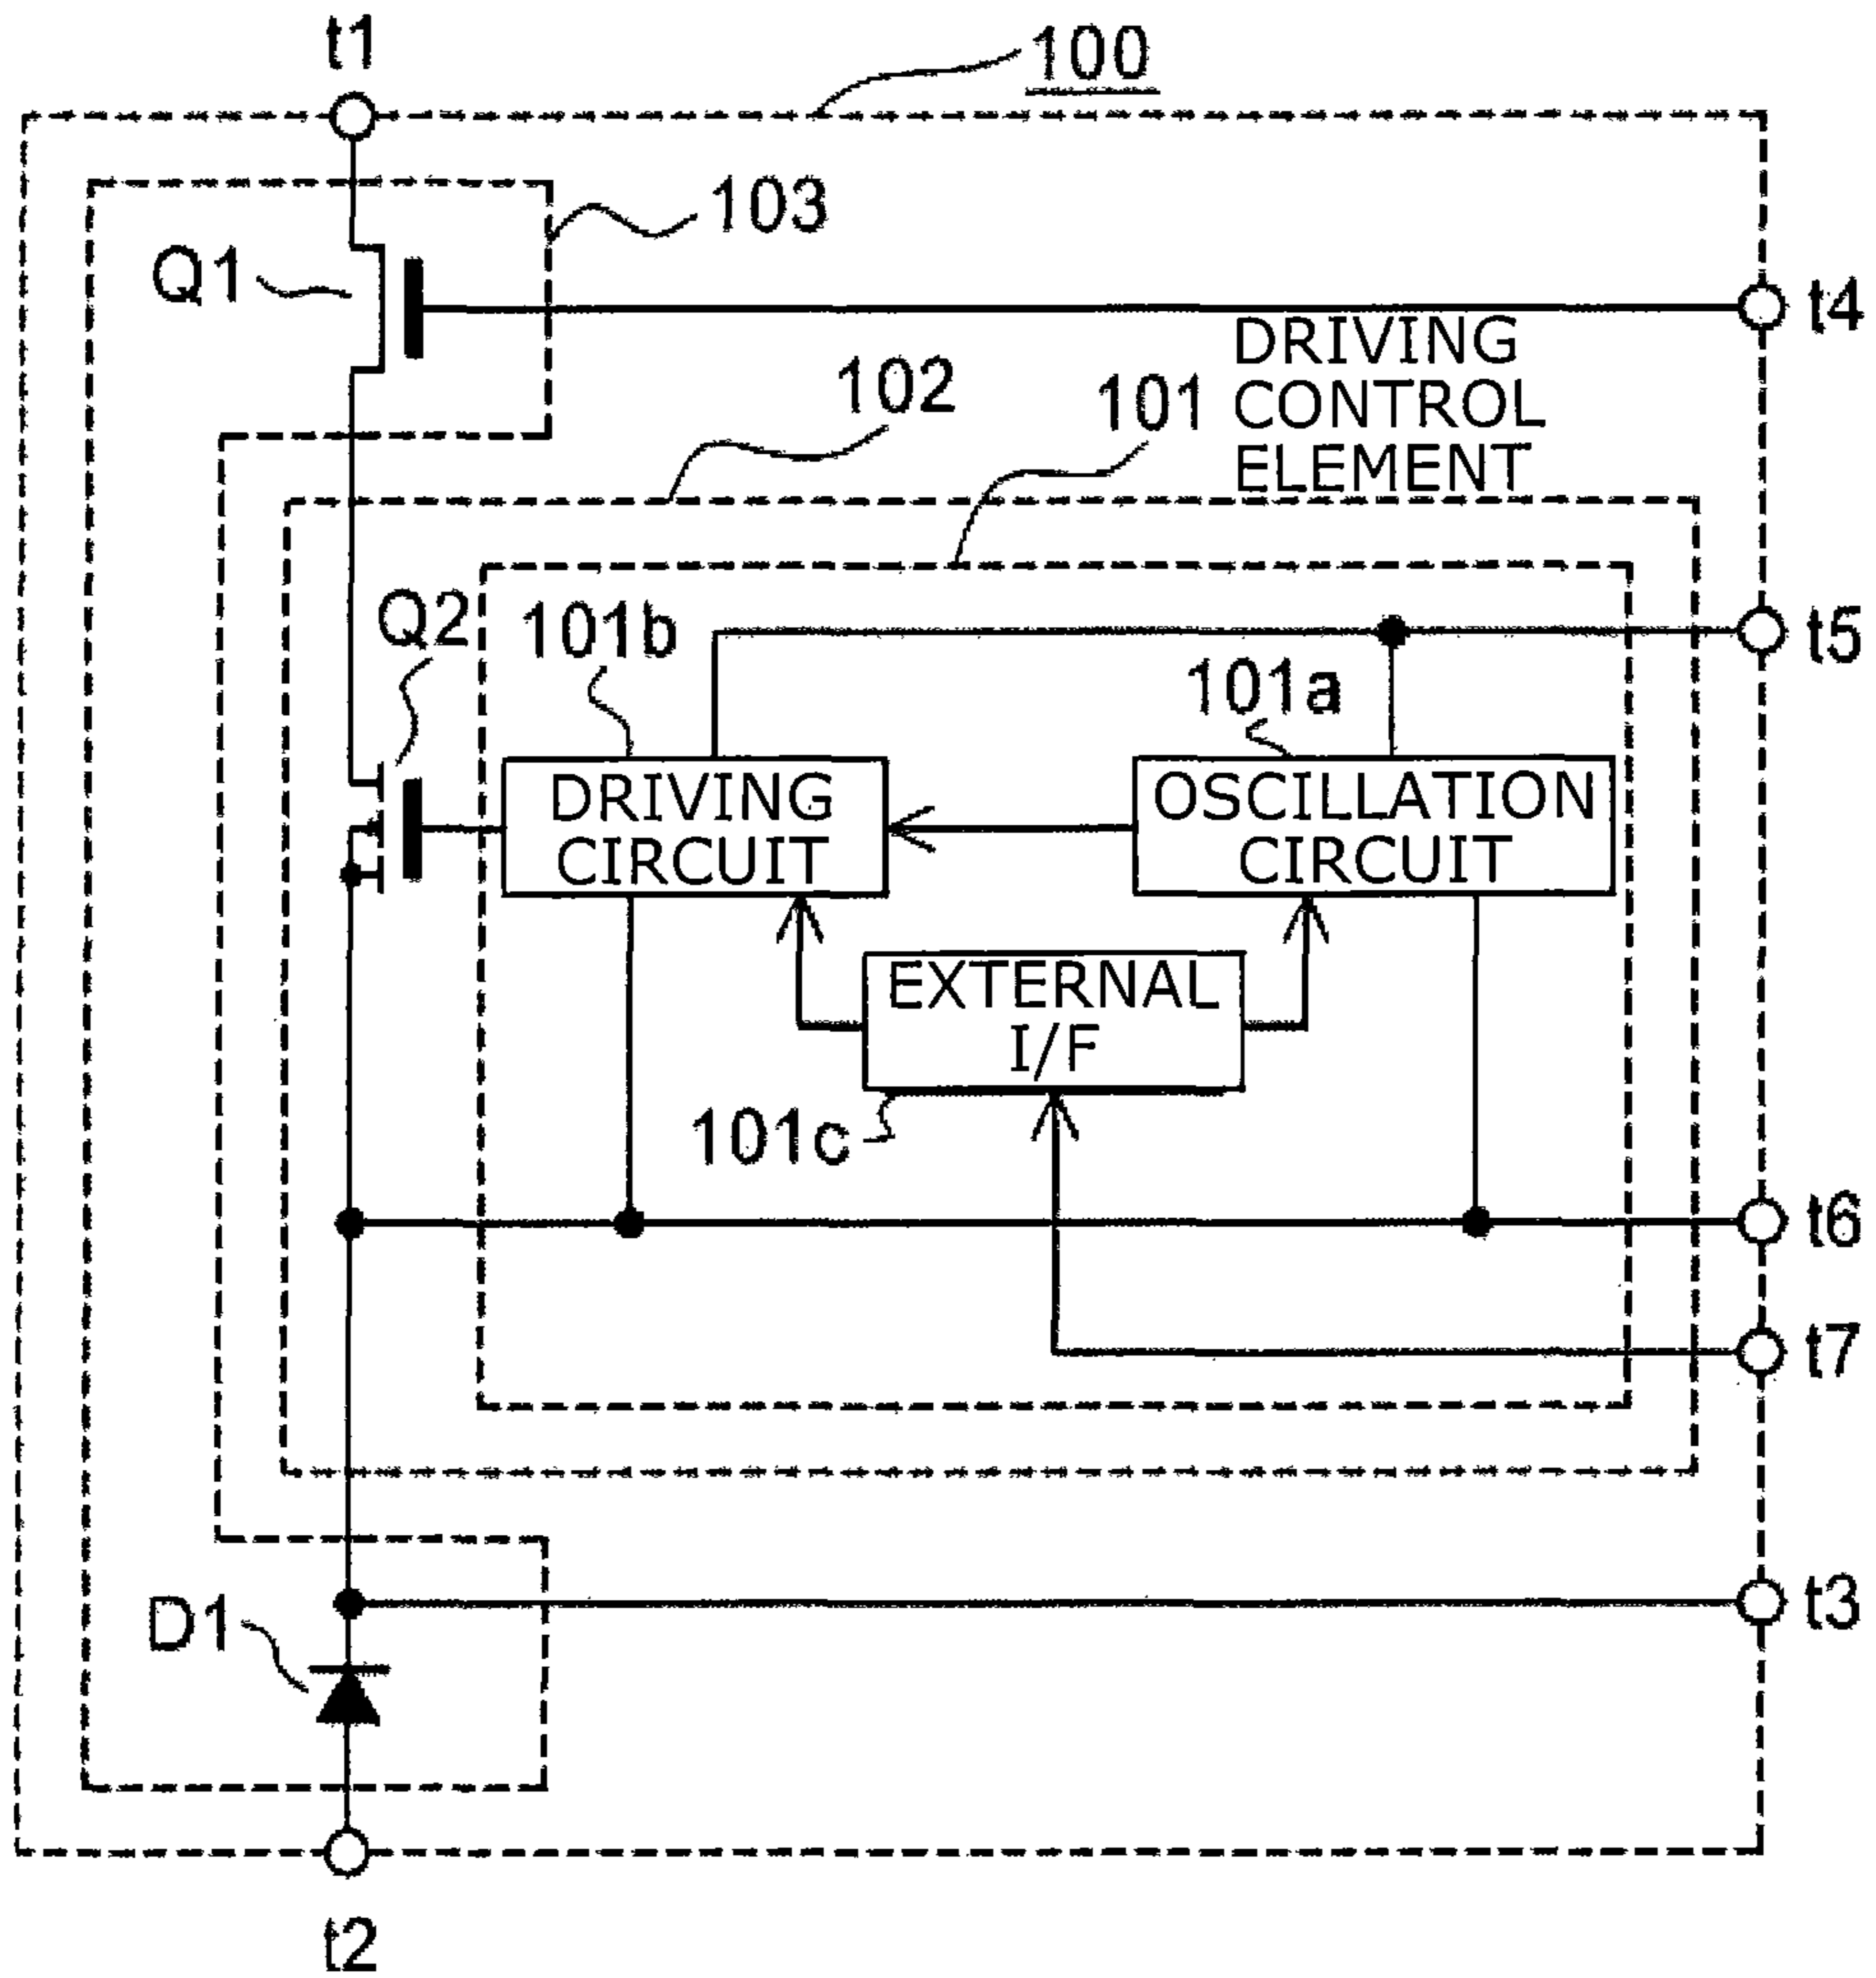 t1
100
103
Q1
t4
DRIVING
CONTROL
ELEMENT
102
101
Q2
101b
t5
101a
DRIVING
CIRCUIT
OSCILLATION
CIRCUIT
EXTERNAL
I/F
101c
t6
t7
t3
D1
t2